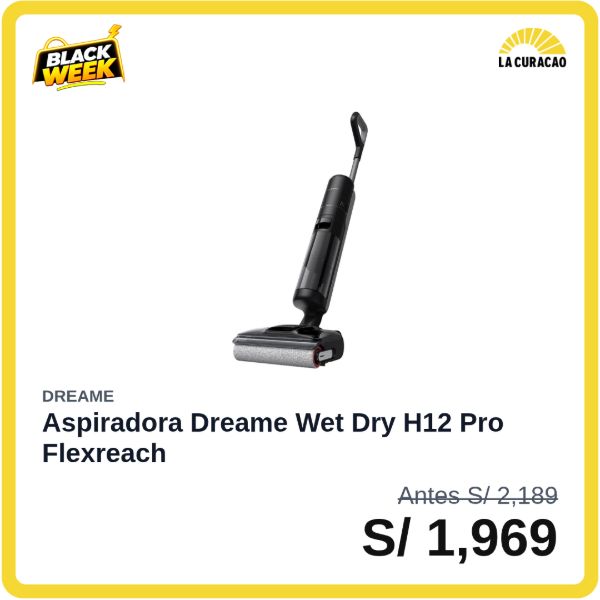 BLACK
WEEK
LA CURACAO
DREAME
Aspiradora Dreame Wet Dry H12 Pro
Flexreach
Antes S/ 2,189
S/ 1,969